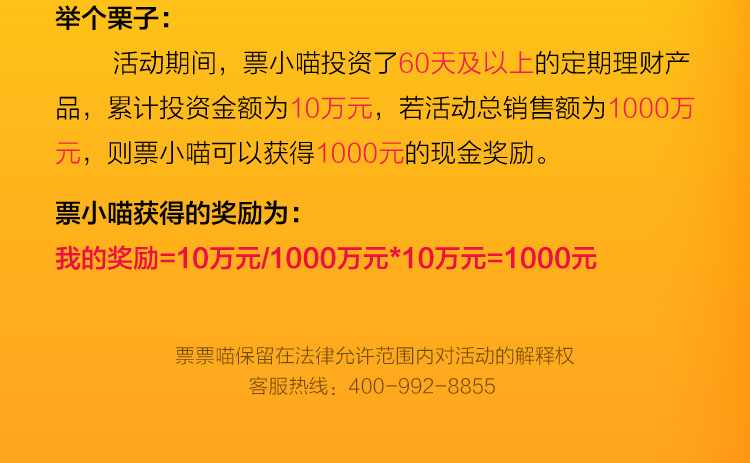 举个栗子：
活动期间，票小喵投资了60天及以上的定期理财产
品，累计投资金额为10万元，若活动总销售额为1000万
元，则票小喵可以获得1000元的现金奖励。
票小喵获得的奖励为：
我的奖励=10万元/1000万元*10万元=1000元
票票喵保留在法律允许范围内对活动的解释权
客服热线：400-992-8855